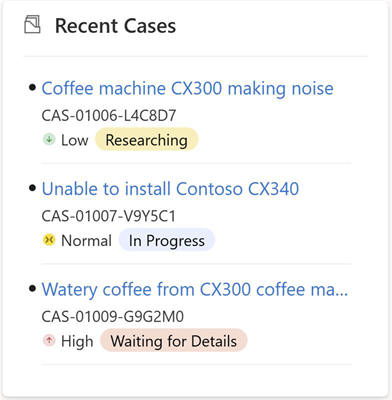 Recent Cases
Coffee machine CX300 making noise
CAS-01006-L4C8D7
Low Researching
Unable to install Contoso CX340
CAS-01007-V9Y5C1
Normal In Progress
Watery coffee from CX300 coffee ma...
CAS-01009-G9G2M0
High Waiting for Details